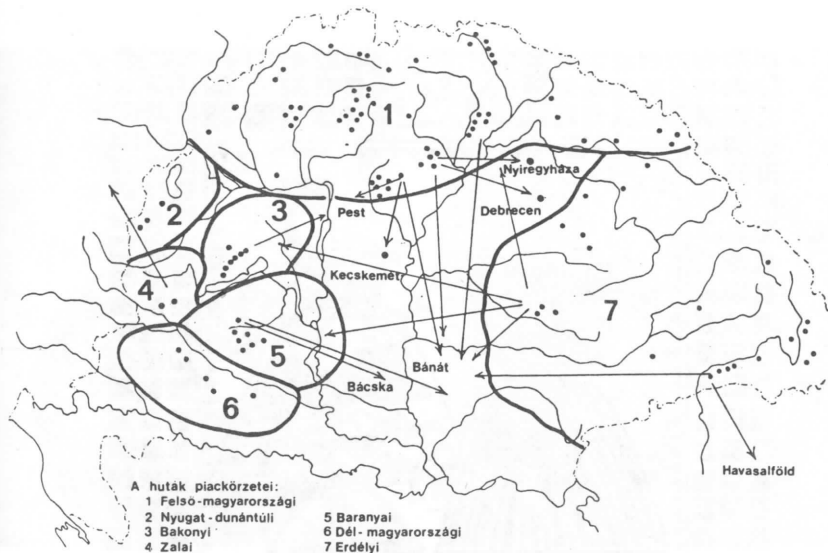 1
Nyiregyháza
2
3
Pest
Debrecen
Kecskemét
4
7
5
Bánát
Bácska
6
Havasalföld
A huták piackörzetei:
1 Felső-magyarországi
2 Nyugat-dunántúli
3 Bakonyi
4 Zalai
5 Baranyai
6 Dél-magyarországi
7 Erdélyi